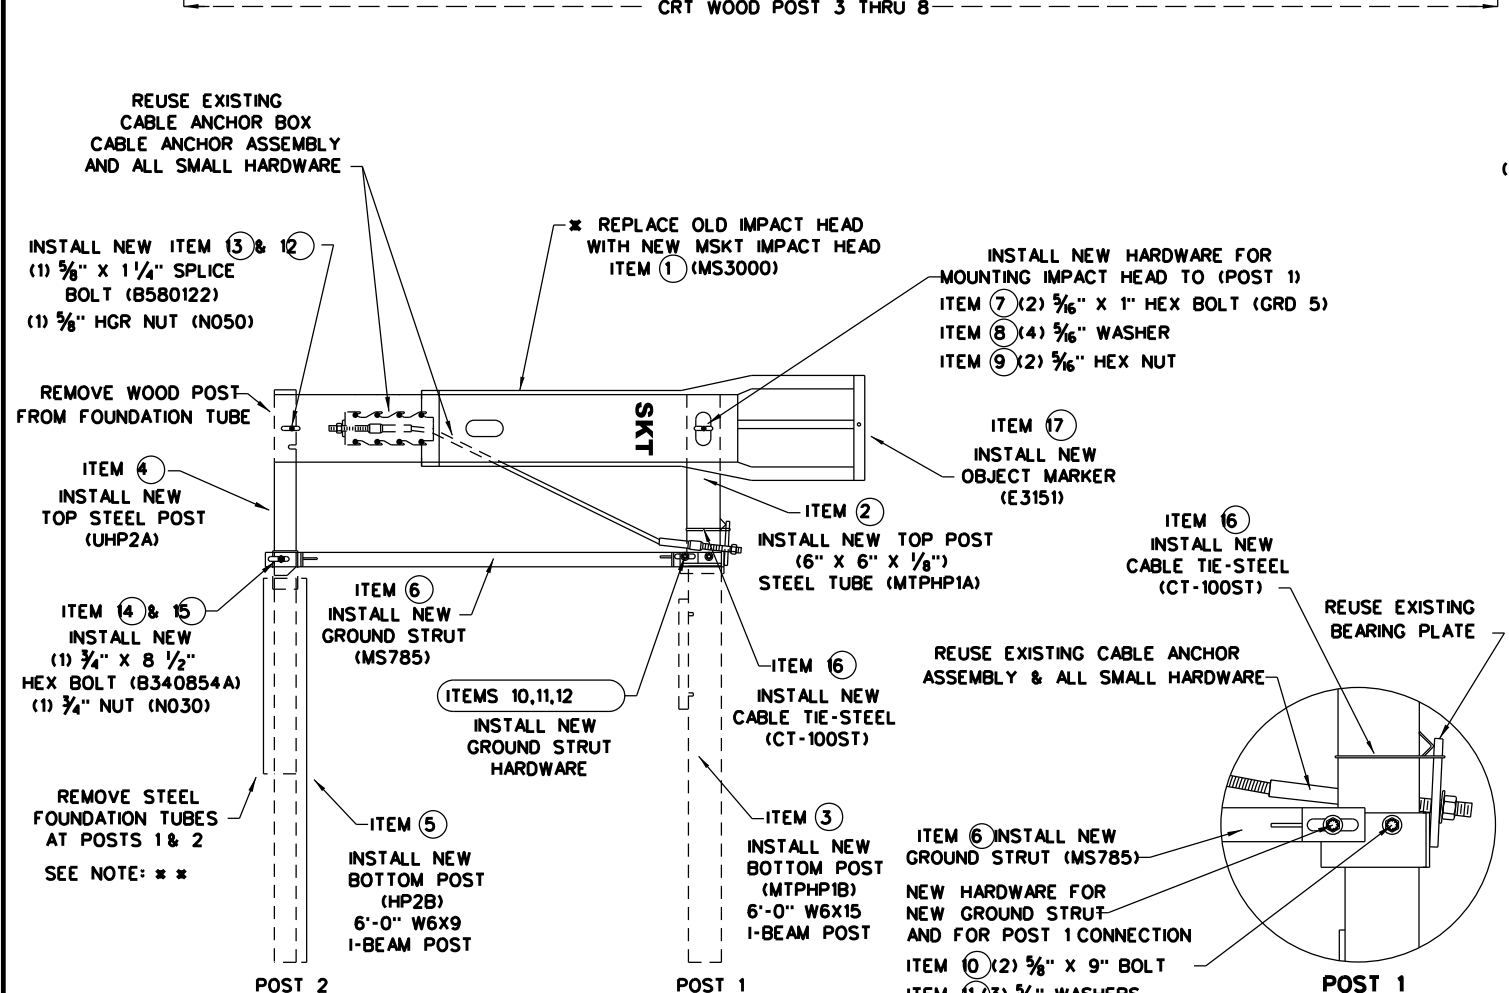 CRT WOOD POST 3 THRU 8
REUSE EXISTING
CABLE ANCHOR BOX
CABLE ANCHOR ASSEMBLY
AND ALL SMALL HARDWARE
INSTALL NEW ITEM 13 & 12
(1) 5/8" X 1 1/4" SPLICE
BOLT (B580122)
(1) 5/8" HGR NUT (N050)
* REPLACE OLD IMPACT HEAD
WITH NEW MSKT IMPACT HEAD
ITEM 1 (MS3000)
INSTALL NEW HARDWARE FOR
MOUNTING IMPACT HEAD TO (POST 1)
ITEM 7 (2) 5/16" X 1" HEX BOLT (GRD 5)
ITEM 8 (4) 5/16" WASHER
ITEM 9 (2) 5/16" HEX NUT
REMOVE WOOD POST
FROM FOUNDATION TUBE
SKT
ITEM 17
INSTALL NEW
OBJECT MARKER
(E3151)
ITEM 4
INSTALL NEW
TOP STEEL POST
(UHP2A)
ITEM 2
INSTALL NEW TOP POST
(6" X 6" X 1/8")
STEEL TUBE (MTPHP1A)
ITEM 16
INSTALL NEW
CABLE TIE-STEEL
(CT-100ST)
REUSE EXISTING
BEARING PLATE
ITEM 14 & 15
INSTALL NEW
(1) 3/4" X 8 1/2"
HEX BOLT (B340854A)
(1) 3/4" NUT (N030)
ITEM 6
INSTALL NEW
GROUND STRUT
(MS785)
ITEMS 10,11,12
INSTALL NEW
GROUND STRUT
HARDWARE
ITEM 16
INSTALL NEW
CABLE TIE-STEEL
(CT-100ST)
REUSE EXISTING CABLE ANCHOR
ASSEMBLY & ALL SMALL HARDWARE
REMOVE STEEL
FOUNDATION TUBES
AT POSTS 1 & 2
SEE NOTE: * *
ITEM 5
INSTALL NEW
BOTTOM POST
(HP2B)
6'-0" W6X9
I-BEAM POST
ITEM 3
INSTALL NEW
BOTTOM POST
(MTPHP1B)
6'-0" W6X15
I-BEAM POST
ITEM 6 INSTALL NEW
GROUND STRUT (MS785)
NEW HARDWARE FOR
NEW GROUND STRUT
AND FOR POST 1 CONNECTION
ITEM 10 (2) 5/8" X 9" BOLT
ITEM 11 (3) 5/8" WASHERS
POST 2
POST 1
POST 1